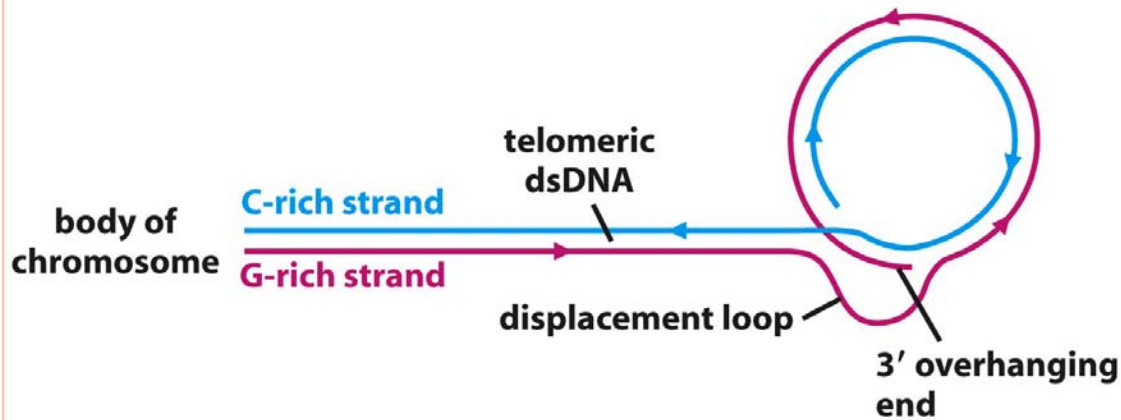 telomeric
dsDNA
C-rich strand
body of
chromosome
G-rich strand
displacement loop
3′ overhanging
end